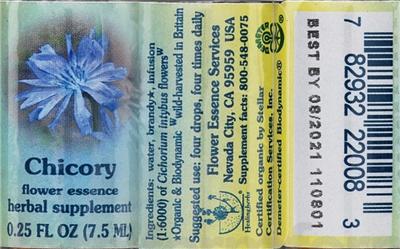 Chicory
flower essence
herbal supplement
0.25 FL OZ (7.5 ML)
Ingredients: water, brandy★, infusion
(1:6000) of Cichorium intybus flowersʷ
★Organic & Biodynamic ʷwild-harvested in Britain
Suggested use: four drops, four times daily
Flower Essence Services
Nevada City, CA 95959 USA
Supplement facts: 800-548-0075
Healingherbs
Certified organic by Stellar
Certification Services, Inc.
Demeter-certified Biodynamic®
BEST BY 08/2021 110801
7 82932 22008 3